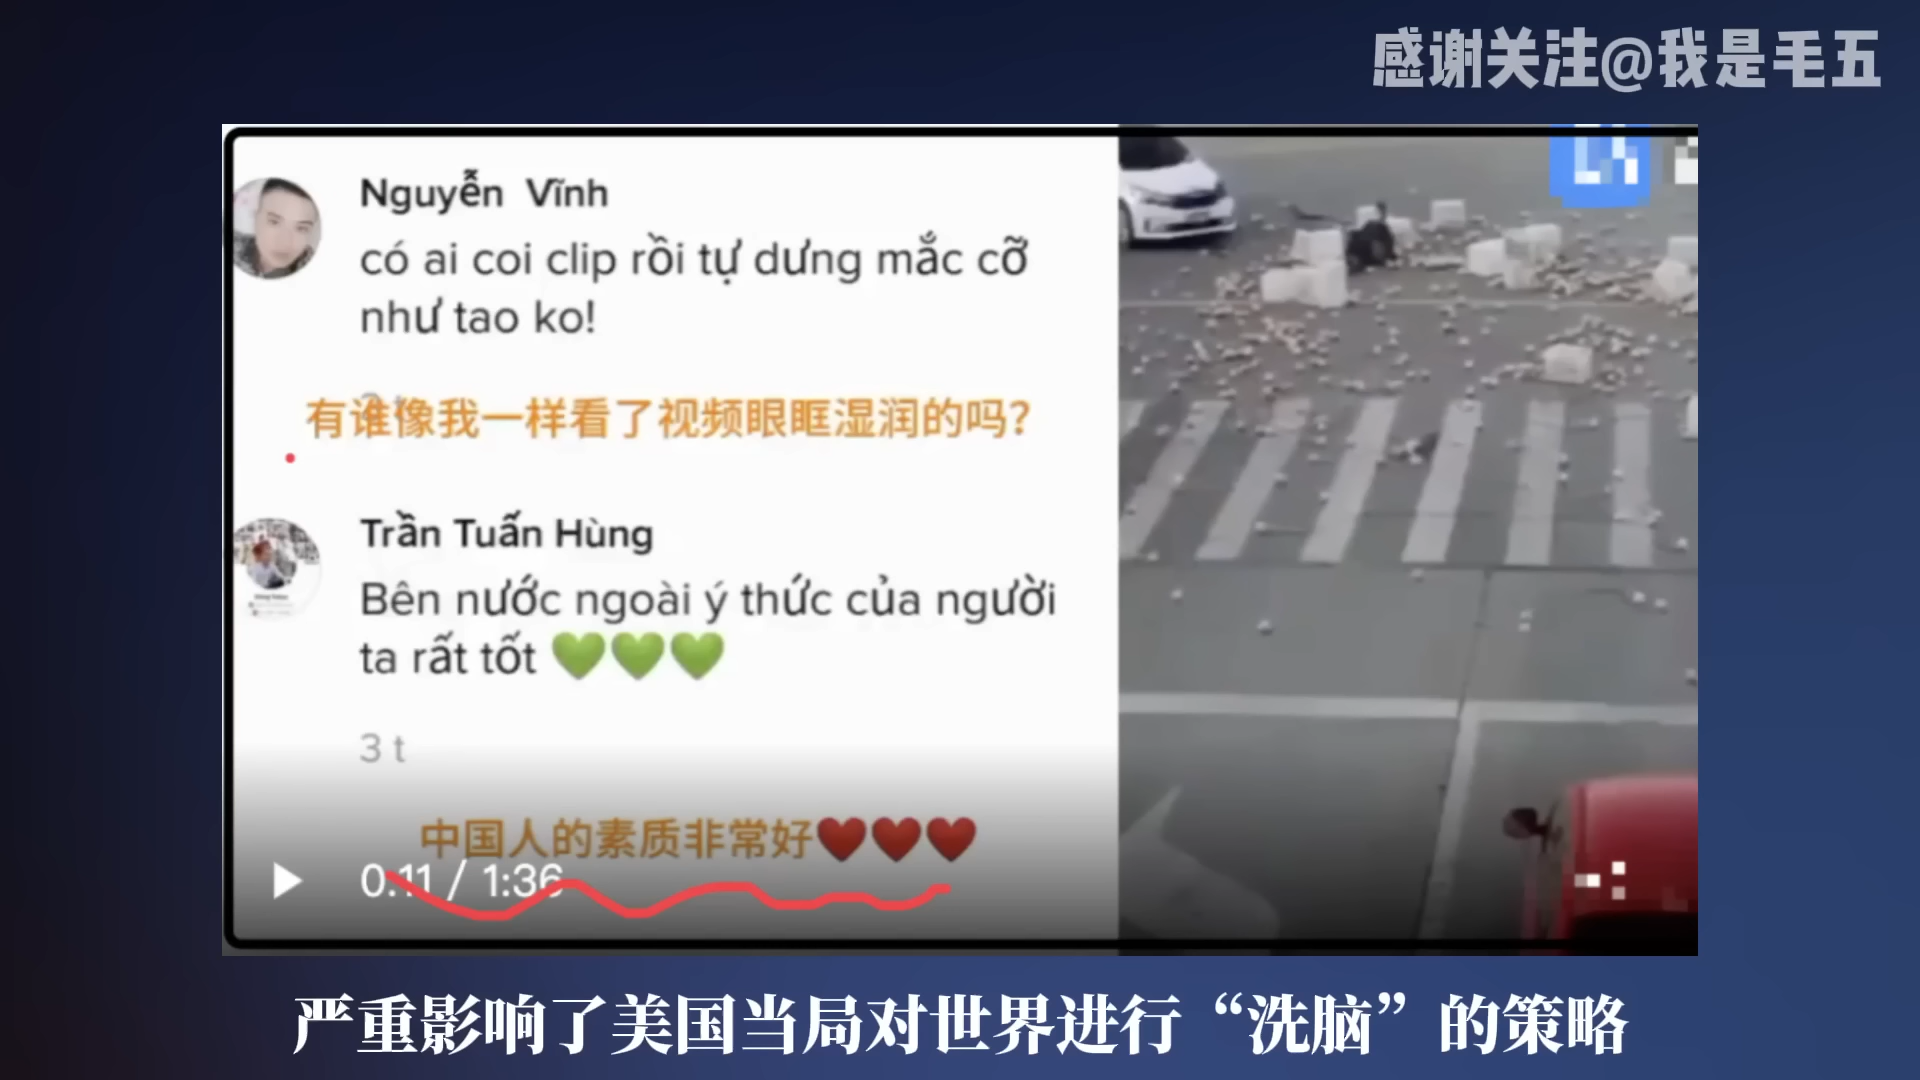 感谢关注@我是毛五
Nguyễn Vĩnh
có ai coi clip rồi tự dưng mắc cỡ
như tao ko!
有谁像我一样看了视频眼眶湿润的吗？
Trần Tuấn Hùng
Bên nước ngoài ý thức của người
ta rất tốt 💚💚💚
3 t
中国人的素质非常好❤️❤️❤️
0:11 / 1:36
严重影响了美国当局对世界进行“洗脑”的策略